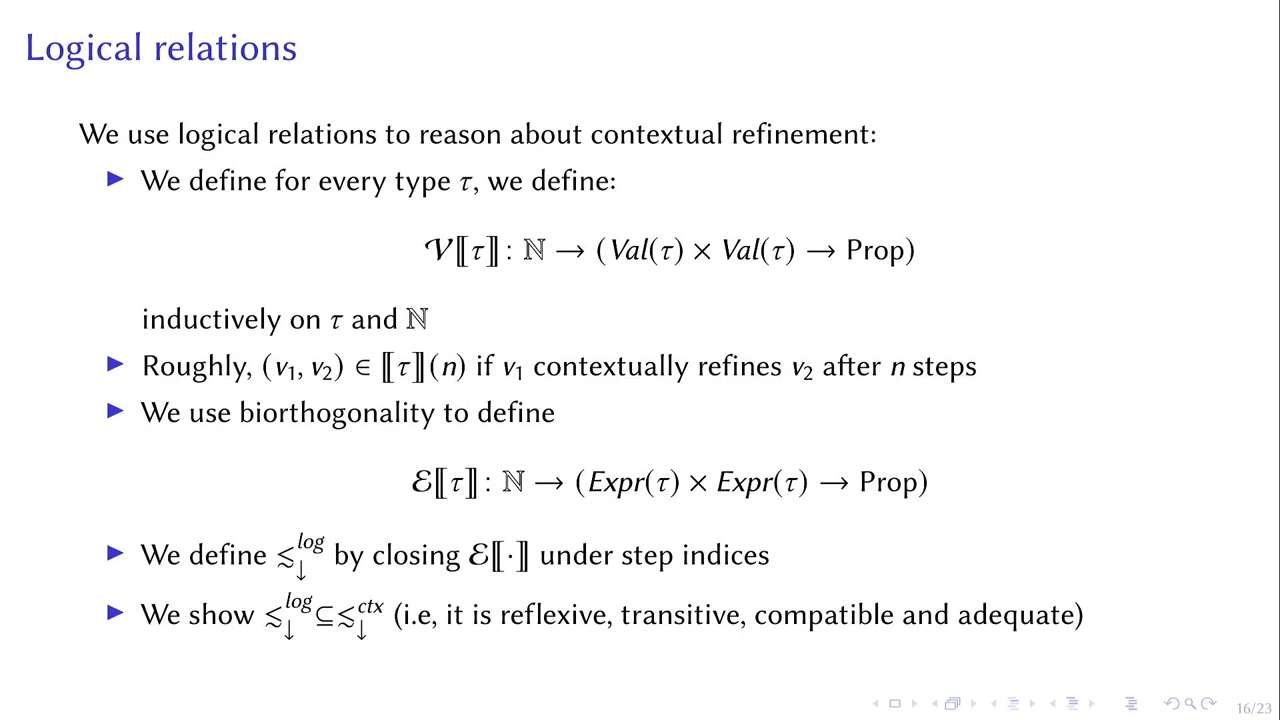 Logical relations
We use logical relations to reason about contextual refinement:
▶ We define for every type τ, we define:
𝒱⟦τ⟧ : ℕ → (Val(τ) × Val(τ) → Prop)
inductively on τ and ℕ
▶ Roughly, (v₁, v₂) ∈ ⟦τ⟧(n) if v₁ contextually refines v₂ after n steps
▶ We use biorthogonality to define
ℰ⟦τ⟧ : ℕ → (Expr(τ) × Expr(τ) → Prop)
▶ We define ≲↓^log by closing ℰ⟦·⟧ under step indices
▶ We show ≲↓^log ⊆ ≲↓^ctx (i.e, it is reflexive, transitive, compatible and adequate)
16/23